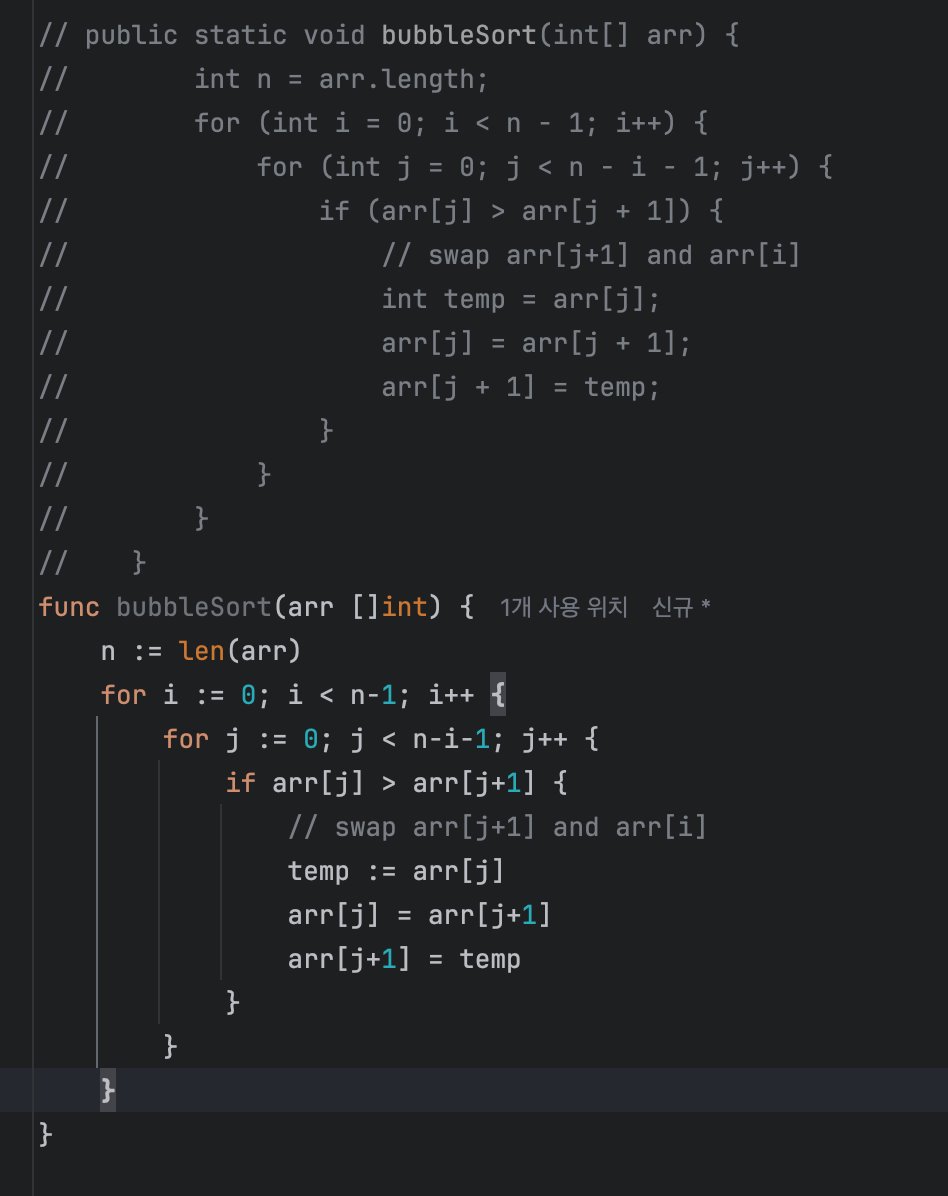 // public static void bubbleSort(int[] arr) {
//        int n = arr.length;
//        for (int i = 0; i < n - 1; i++) {
//            for (int j = 0; j < n - i - 1; j++) {
//                if (arr[j] > arr[j + 1]) {
//                    // swap arr[j+1] and arr[i]
//                    int temp = arr[j];
//                    arr[j] = arr[j + 1];
//                    arr[j + 1] = temp;
//                }
//            }
//        }
//    }
func bubbleSort(arr []int) {  1개 사용 위치  신규 *
    n := len(arr)
    for i := 0; i < n-1; i++ {
        for j := 0; j < n-i-1; j++ {
            if arr[j] > arr[j+1] {
                // swap arr[j+1] and arr[i]
                temp := arr[j]
                arr[j] = arr[j+1]
                arr[j+1] = temp
            }
        }
    }
}